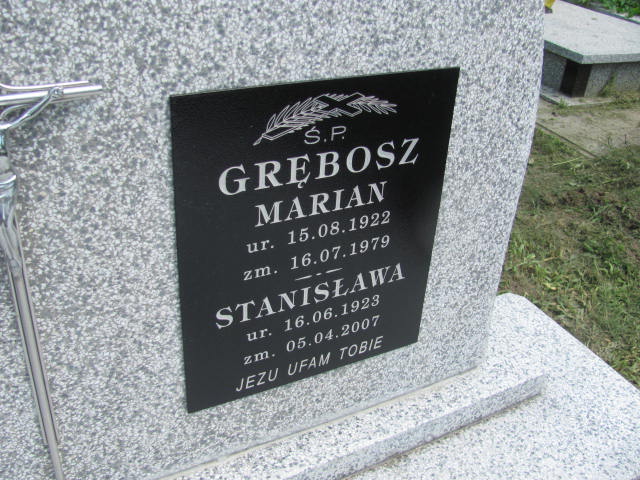 Ś.P.
GRĘBOSZ
MARIAN
ur. 15.08.1922
zm. 16.07.1979
STANISŁAWA
ur. 16.06.1923
zm. 05.04.2007
JEZU UFAM TOBIE